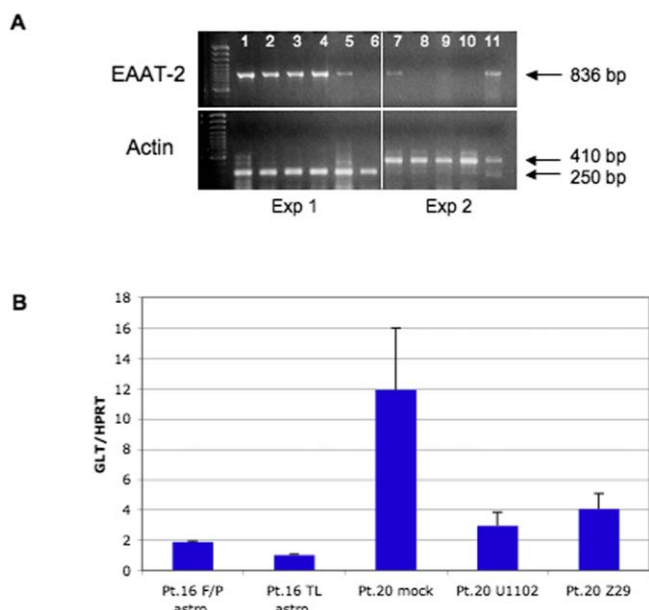 A
1 2 3 4 5 6 7 8 9 10 11
EAAT-2
836 bp
Actin
410 bp
250 bp
Exp 1 Exp 2
B
GLT/HPRT
18
16
14
12
10
8
6
4
2
0
Pt.16 F/P astro
Pt.16 TL astro
Pt.20 mock
Pt.20 U1102
Pt.20 Z29